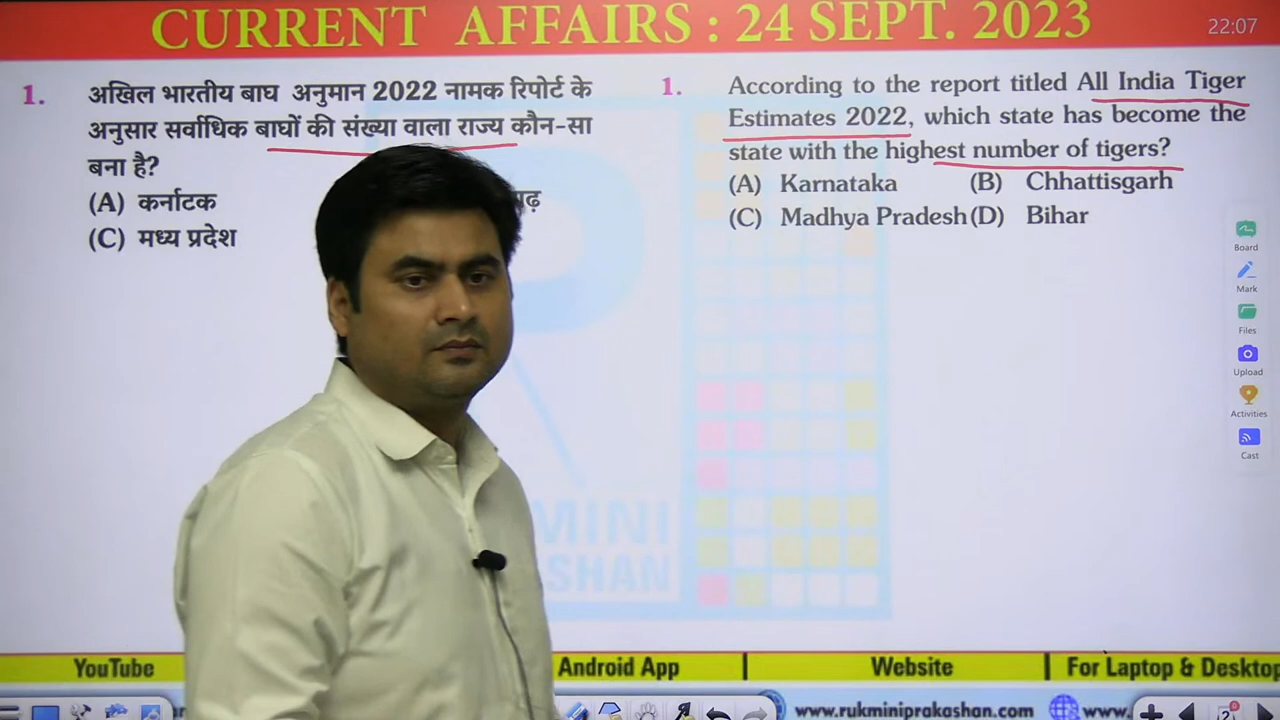 CURRENT AFFAIRS : 24 SEPT. 2023
22:07
1. अखिल भारतीय बाघ अनुमान 2022 नामक रिपोर्ट के
अनुसार सर्वाधिक बाघों की संख्या वाला राज्य कौन-सा
बना है?
(A) कर्नाटक
(C) मध्य प्रदेश
1. According to the report titled All India Tiger
Estimates 2022, which state has become the
state with the highest number of tigers?
(A) Karnataka (B) Chhattisgarh
(C) Madhya Pradesh (D) Bihar
Board
Mark
Files
Upload
Activities
Cast
YouTube Android App | Website | For Laptop & Desktop
www.rukminiprakashan.com www.
2